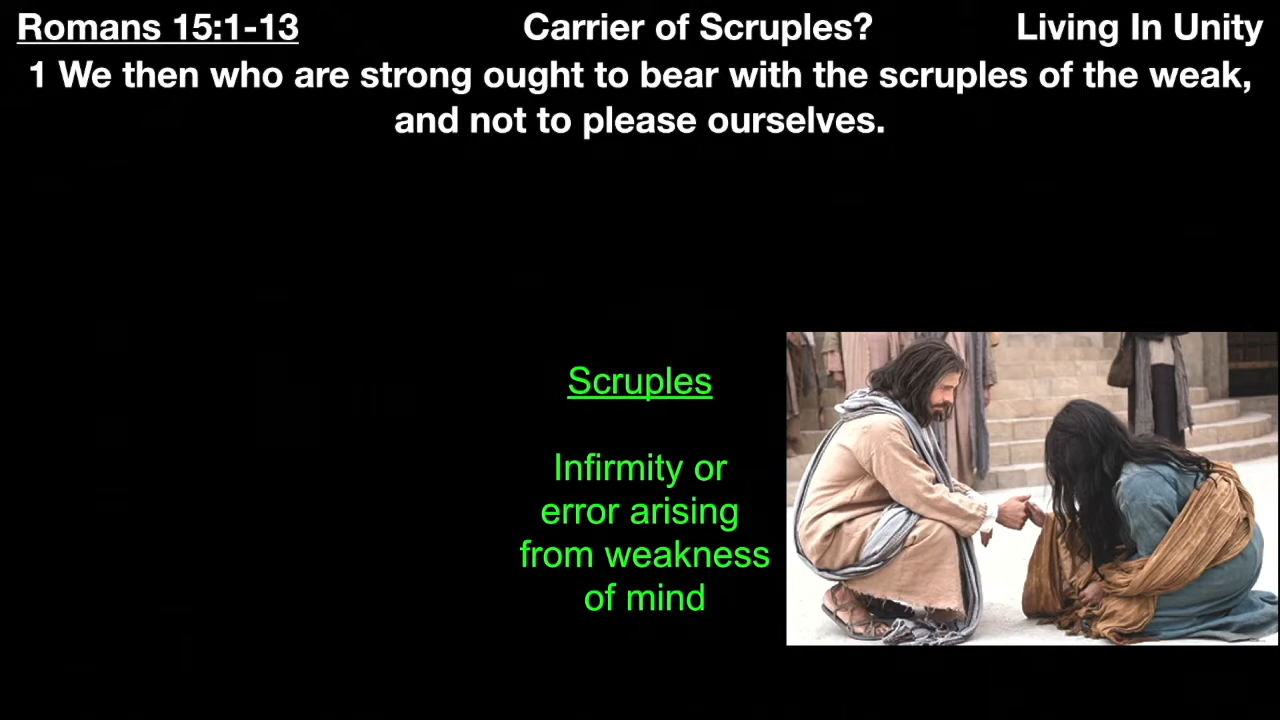 Romans 15:1-13 Carrier of Scruples? Living In Unity
1 We then who are strong ought to bear with the scruples of the weak,
and not to please ourselves.
Scruples
Infirmity or
error arising
from weakness
of mind